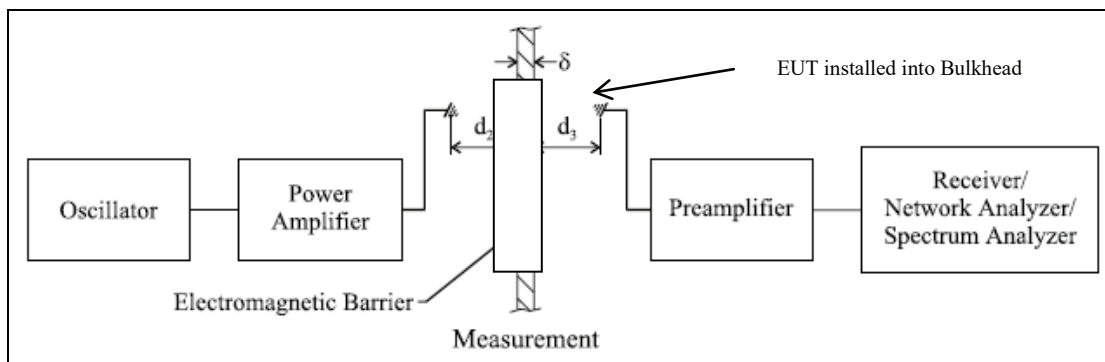 δ
EUT installed into Bulkhead
d2
d3
Oscillator
Power
Amplifier
Preamplifier
Receiver/
Network Analyzer/
Spectrum Analyzer
Electromagnetic Barrier
Measurement